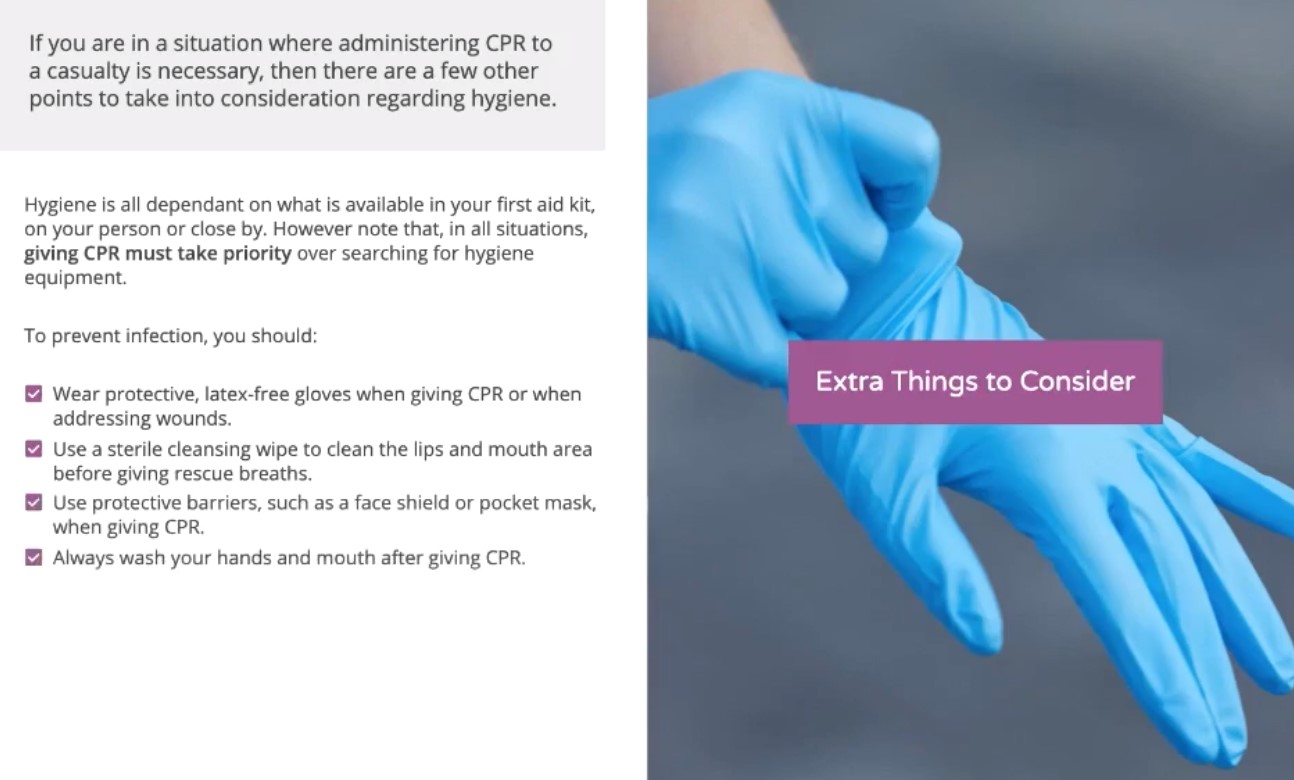 If you are in a situation where administering CPR to
a casualty is necessary, then there are a few other
points to take into consideration regarding hygiene.
Hygiene is all dependant on what is available in your first aid kit,
on your person or close by. However note that, in all situations,
giving CPR must take priority over searching for hygiene
equipment.
To prevent infection, you should:
Wear protective, latex-free gloves when giving CPR or when
addressing wounds.
Use a sterile cleansing wipe to clean the lips and mouth area
before giving rescue breaths.
Use protective barriers, such as a face shield or pocket mask,
when giving CPR.
Always wash your hands and mouth after giving CPR.
Extra Things to Consider